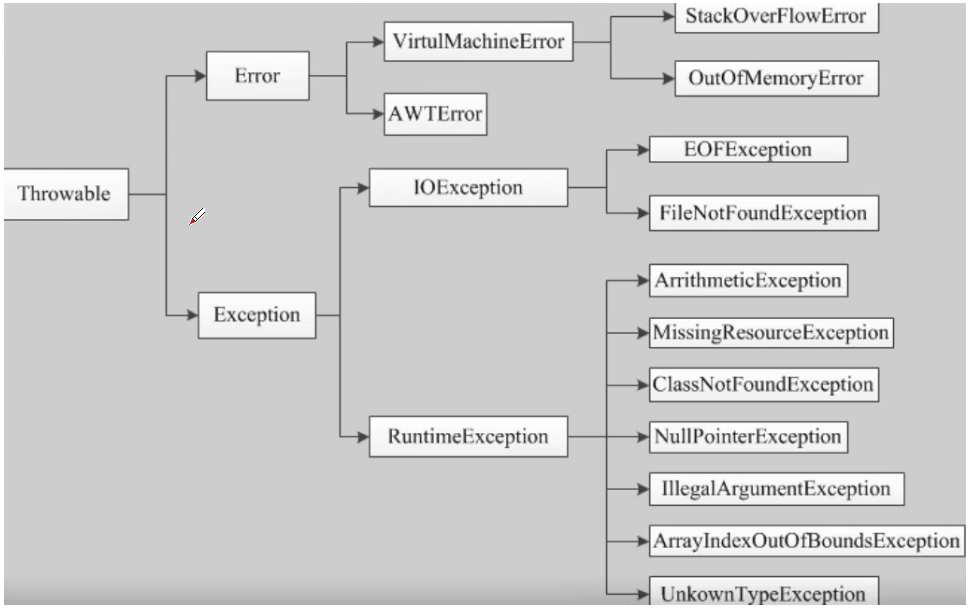 StackOverFlowError
VirtulMachineError
Error
OutOfMemoryError
AWTError
EOFException
Throwable
IOException
FileNotFoundException
ArrithmeticException
Exception
MissingResourceException
ClassNotFoundException
RuntimeException
NullPointerException
IllegalArgumentException
ArrayIndexOutOfBoundsException
UnkownTypeException